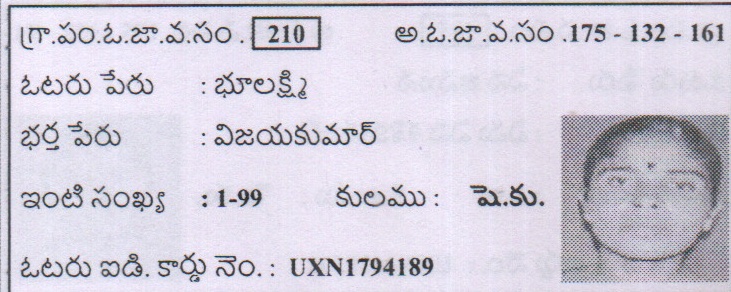 గ్రా.పం.ఓ.జా.వ.సం. 210 అ.ఓ.జా.వ.సం.175 - 132 - 161
ఓటరు పేరు : భూలక్ష్మి
భర్త పేరు : విజయకుమార్
ఇంటి సంఖ్య : 1-99 కులము : షె.కు.
ఓటరు ఐడి. కార్డు నెం. : UXN1794189